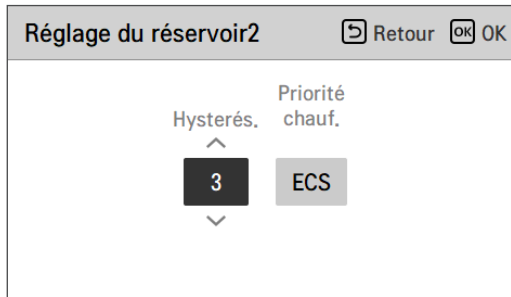 Réglage du réservoir2 Retour OK OK
Priorité
Hysterés. chauf.
3 ECS